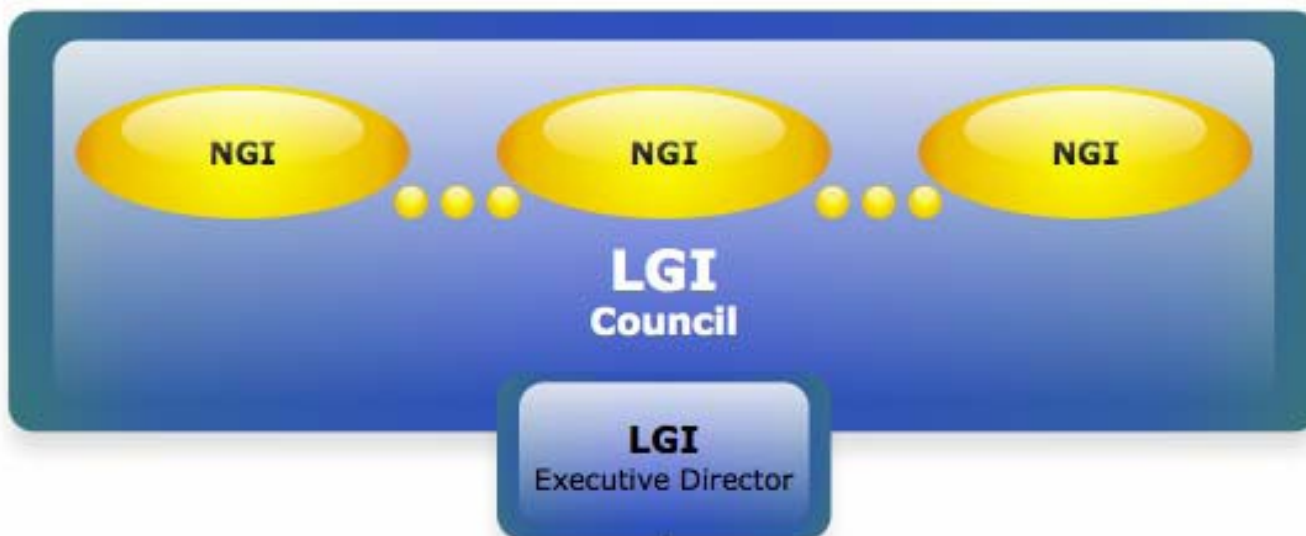 NGI
NGI
NGI
LGI
Council
LGI
Executive Director